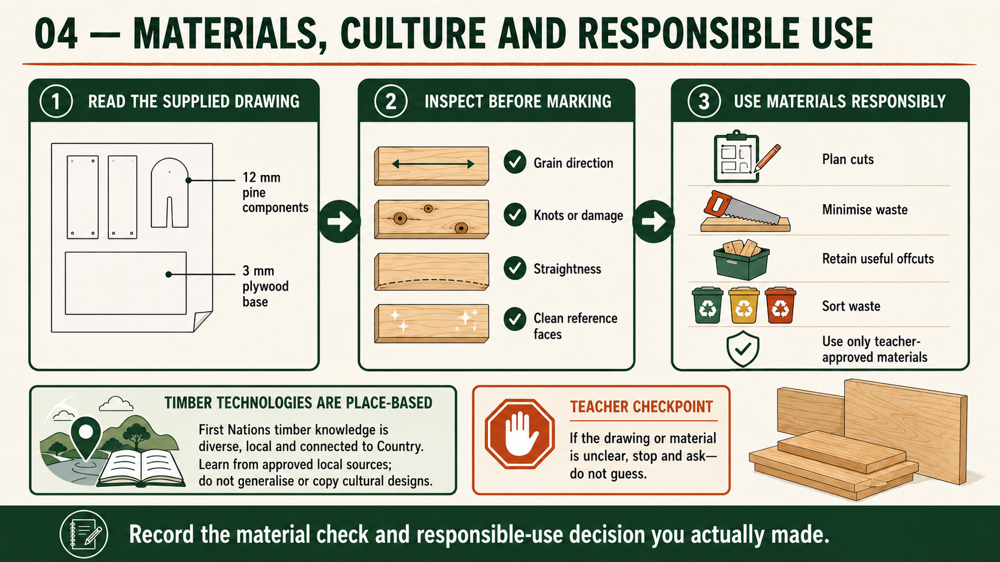 04 — MATERIALS, CULTURE AND RESPONSIBLE USE
1 READ THE SUPPLIED DRAWING
12 mm
pine
components
3 mm
plywood
base
2 INSPECT BEFORE MARKING
Grain direction
Knots or damage
Straightness
Clean reference
faces
3 USE MATERIALS RESPONSIBLY
Plan cuts
Minimise waste
Retain useful offcuts
Sort waste
Use only teacher-
approved materials
TIMBER TECHNOLOGIES ARE PLACE-BASED
First Nations timber knowledge is
diverse, local and connected to Country.
Learn from approved local sources;
do not generalise or copy cultural designs.
TEACHER CHECKPOINT
If the drawing or material
is unclear, stop and ask—
do not guess.
Record the material check and responsible-use decision you actually made.